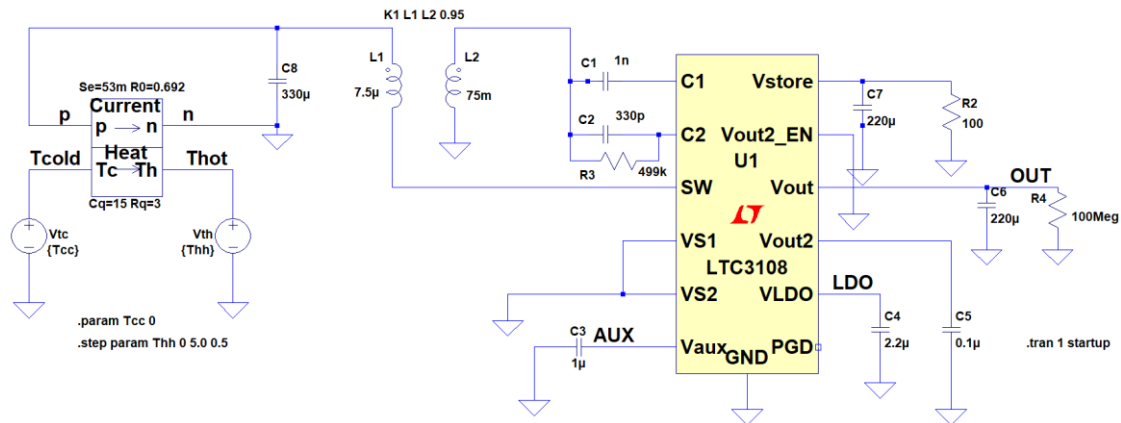 K1 L1 L2 0.95
L1
7.5µ
L2
75m
C8
330µ
Se=53m R0=0.692
Current
p
p
n
n
Tcold
Heat
Tc
Th
Thot
Cq=15 Rq=3
Vtc
{Tcc}
Vth
{Thh}
.param Tcc 0
.step param Thh 0 5.0 0.5
C1
1n
C2
330p
R3
499k
C3
1µ
AUX
C1
C2
SW
VS1
VS2
Vaux
Vstore
Vout2_EN
U1
Vout
Vout2
LTC3108
VLDO
GND
PGD
C7
220µ
R2
100
OUT
C6
220µ
R4
100Meg
LDO
C4
2.2µ
C5
0.1µ
.tran 1 startup